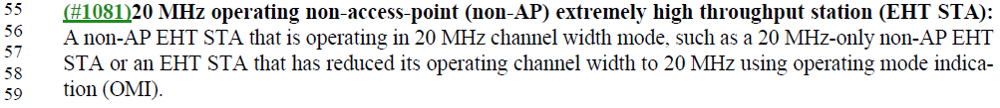 55 (#1081)20 MHz operating non-access-point (non-AP) extremely high throughput station (EHT STA):
56 A non-AP EHT STA that is operating in 20 MHz channel width mode, such as a 20 MHz-only non-AP EHT
57 STA or an EHT STA that has reduced its operating channel width to 20 MHz using operating mode indica-
58 tion (OMI).
59